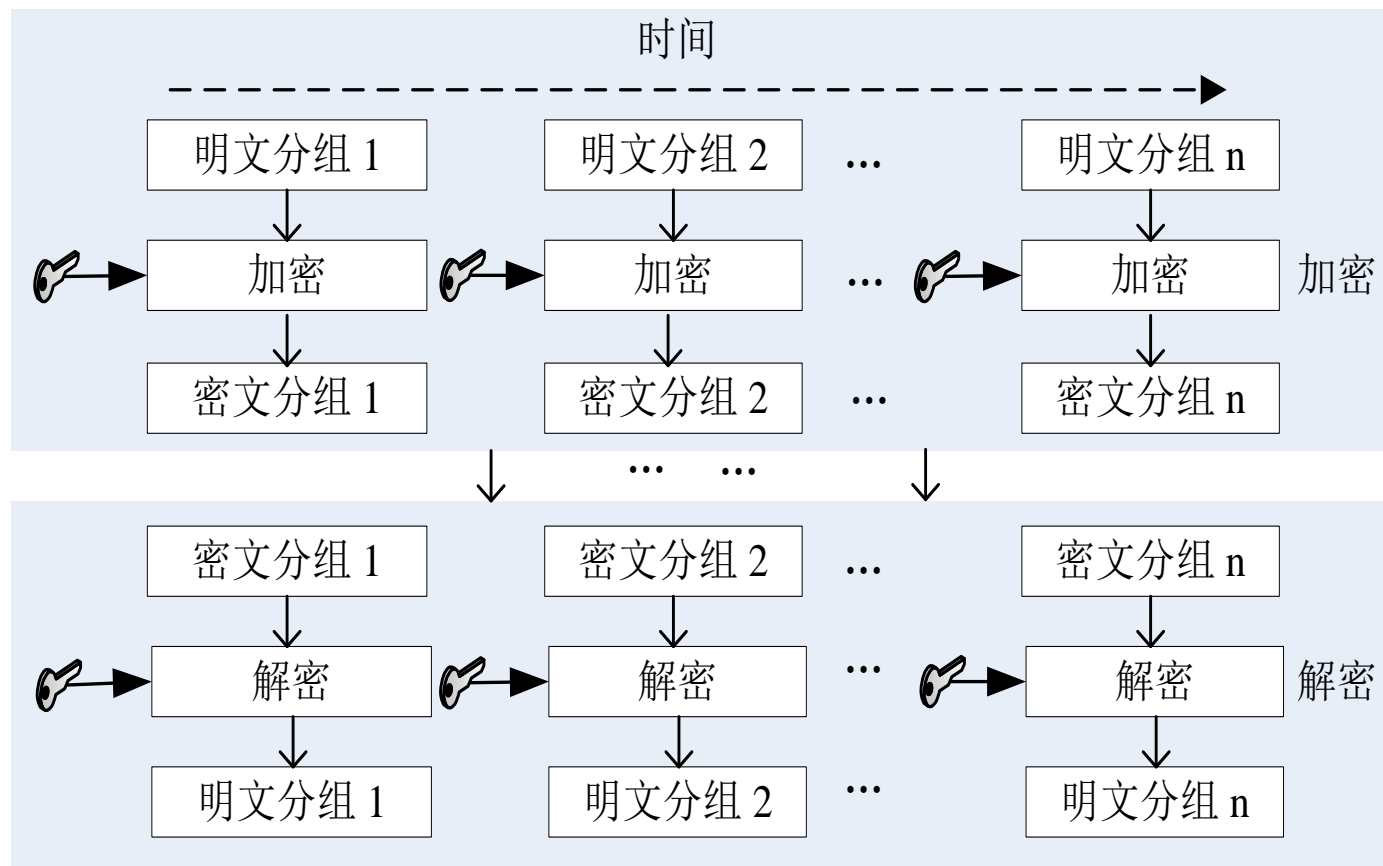 时间
明文分组 1 明文分组 2 … 明文分组 n
加密 加密 … 加密 加密
密文分组 1 密文分组 2 … 密文分组 n
… …
密文分组 1 密文分组 2 … 密文分组 n
解密 解密 … 解密 解密
明文分组 1 明文分组 2 … 明文分组 n